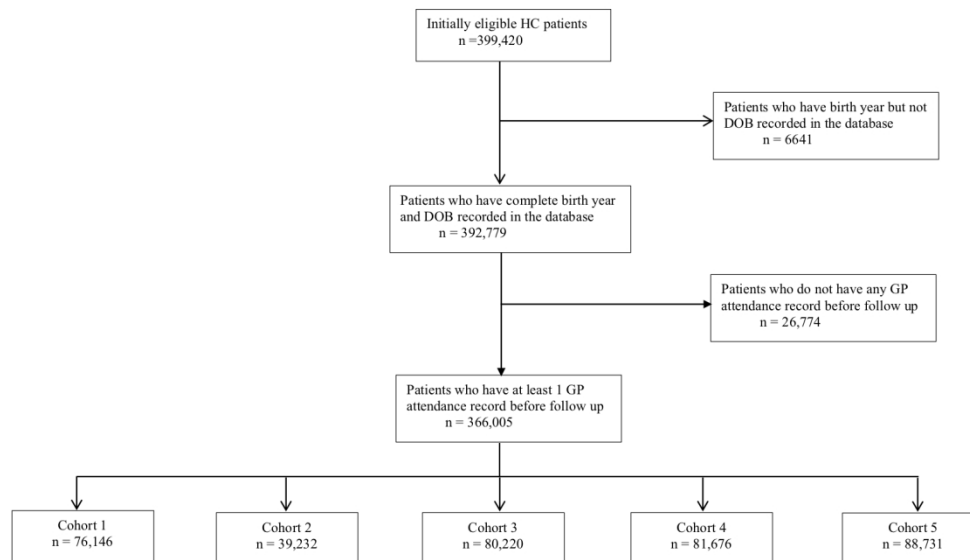 Initially eligible HC patients
n =399,420
Patients who have birth year but not
DOB recorded in the database
n = 6641
Patients who have complete birth year
and DOB recorded in the database
n = 392,779
Patients who do not have any GP
attendance record before follow up
n = 26,774
Patients who have at least 1 GP
attendance record before follow up
n = 366,005
Cohort 1
n = 76,146
Cohort 2
n = 39,232
Cohort 3
n = 80,220
Cohort 4
n = 81,676
Cohort 5
n = 88,731